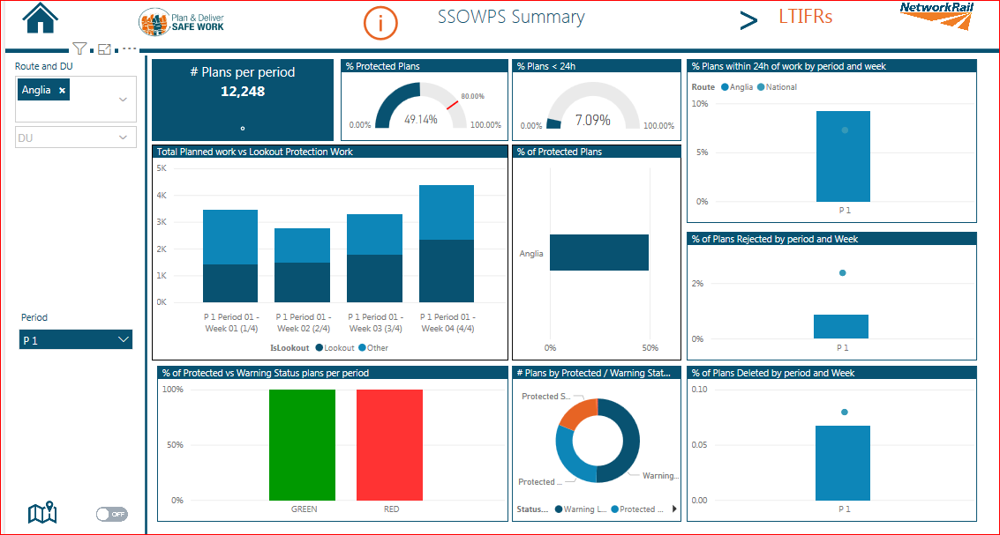 Plan & Deliver
SAFE WORK
i
SSOWPS Summary
>
LTIFRs
NetworkRail
Route and DU
Anglia ×
DU
Period
P 1
OFF
# Plans per period
12,248
% Protected Plans
80.00%
49.14%
0.00%
100.00%
% Plans < 24h
7.09%
0.00%
100.00%
% Plans within 24h of work by period and week
Route Anglia National
10%
5%
0%
P 1
Total Planned work vs Lookout Protection Work
5K
4K
3K
2K
1K
0K
P 1 Period 01 -
Week 01 (1/4)
P 1 Period 01 -
Week 02 (2/4)
P 1 Period 01 -
Week 03 (3/4)
P 1 Period 01 -
Week 04 (4/4)
IsLookout Lookout Other
% of Protected Plans
Anglia
0%
50%
% of Plans Rejected by period and Week
2%
0%
P 1
% of Protected vs Warning Status plans per period
100%
50%
0%
GREEN
RED
# Plans by Protected / Warning Stat...
Protected S...
Warning...
Protected ...
Status... Warning L... Protected ...
% of Plans Deleted by period and Week
0.10
0.05
0.00
P 1